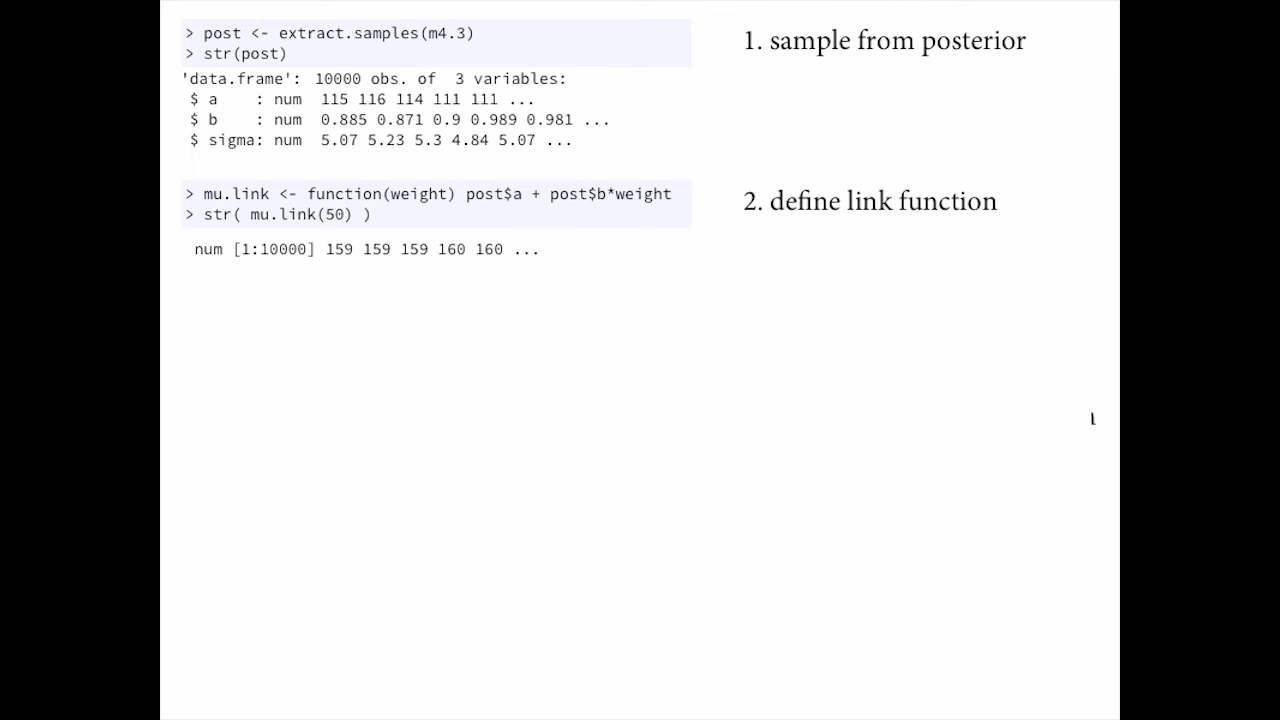 > post <- extract.samples(m4.3)
> str(post)
'data.frame': 10000 obs. of 3 variables:
$ a : num 115 116 114 111 111 ...
$ b : num 0.885 0.871 0.9 0.989 0.981 ...
$ sigma: num 5.07 5.23 5.3 4.84 5.07 ...
1. sample from posterior
> mu.link <- function(weight) post$a + post$b*weight
> str( mu.link(50) )
num [1:10000] 159 159 159 160 160 ...
2. define link function